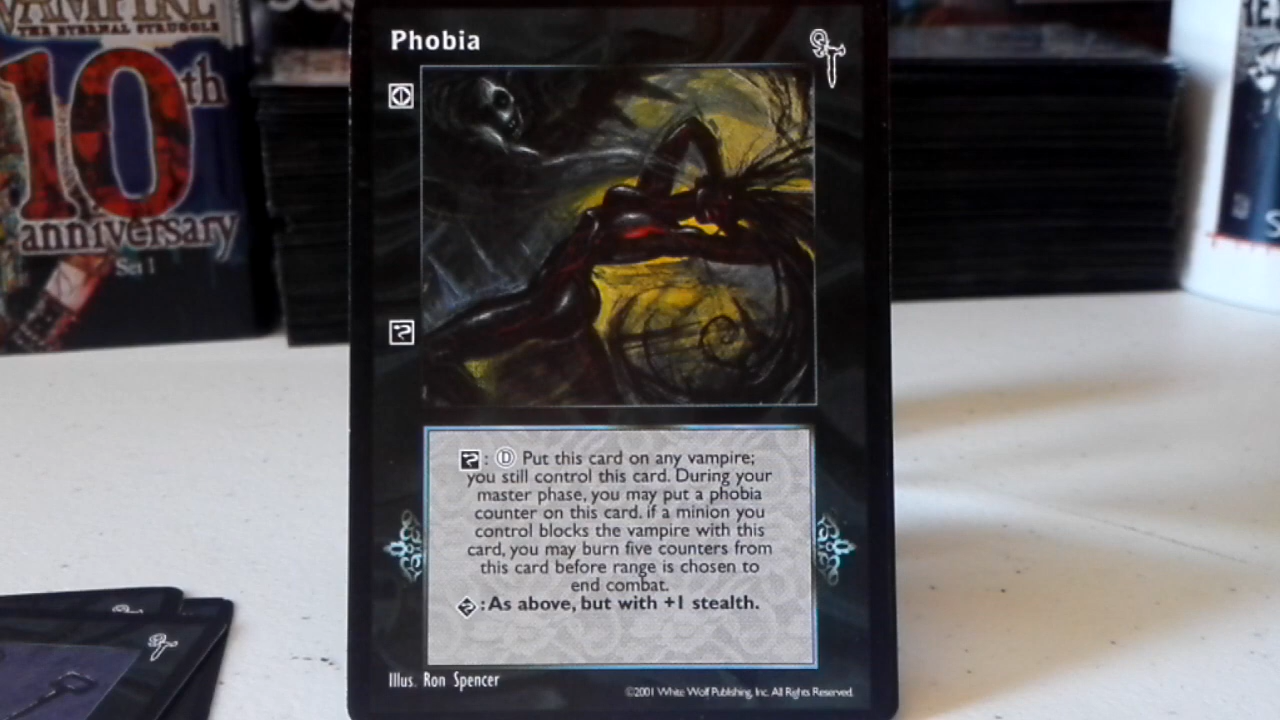 VAMPIRE
THE ETERNAL STRUGGLE
10th
anniversary
Set 1
Phobia
: D Put this card on any vampire;
you still control this card. During your
master phase, you may put a phobia
counter on this card. if a minion you
control blocks the vampire with this
card, you may burn five counters from
this card before range is chosen to
end combat.
: As above, but with +1 stealth.
Illus. Ron Spencer
©2001 White Wolf Publishing, Inc. All Rights Reserved.